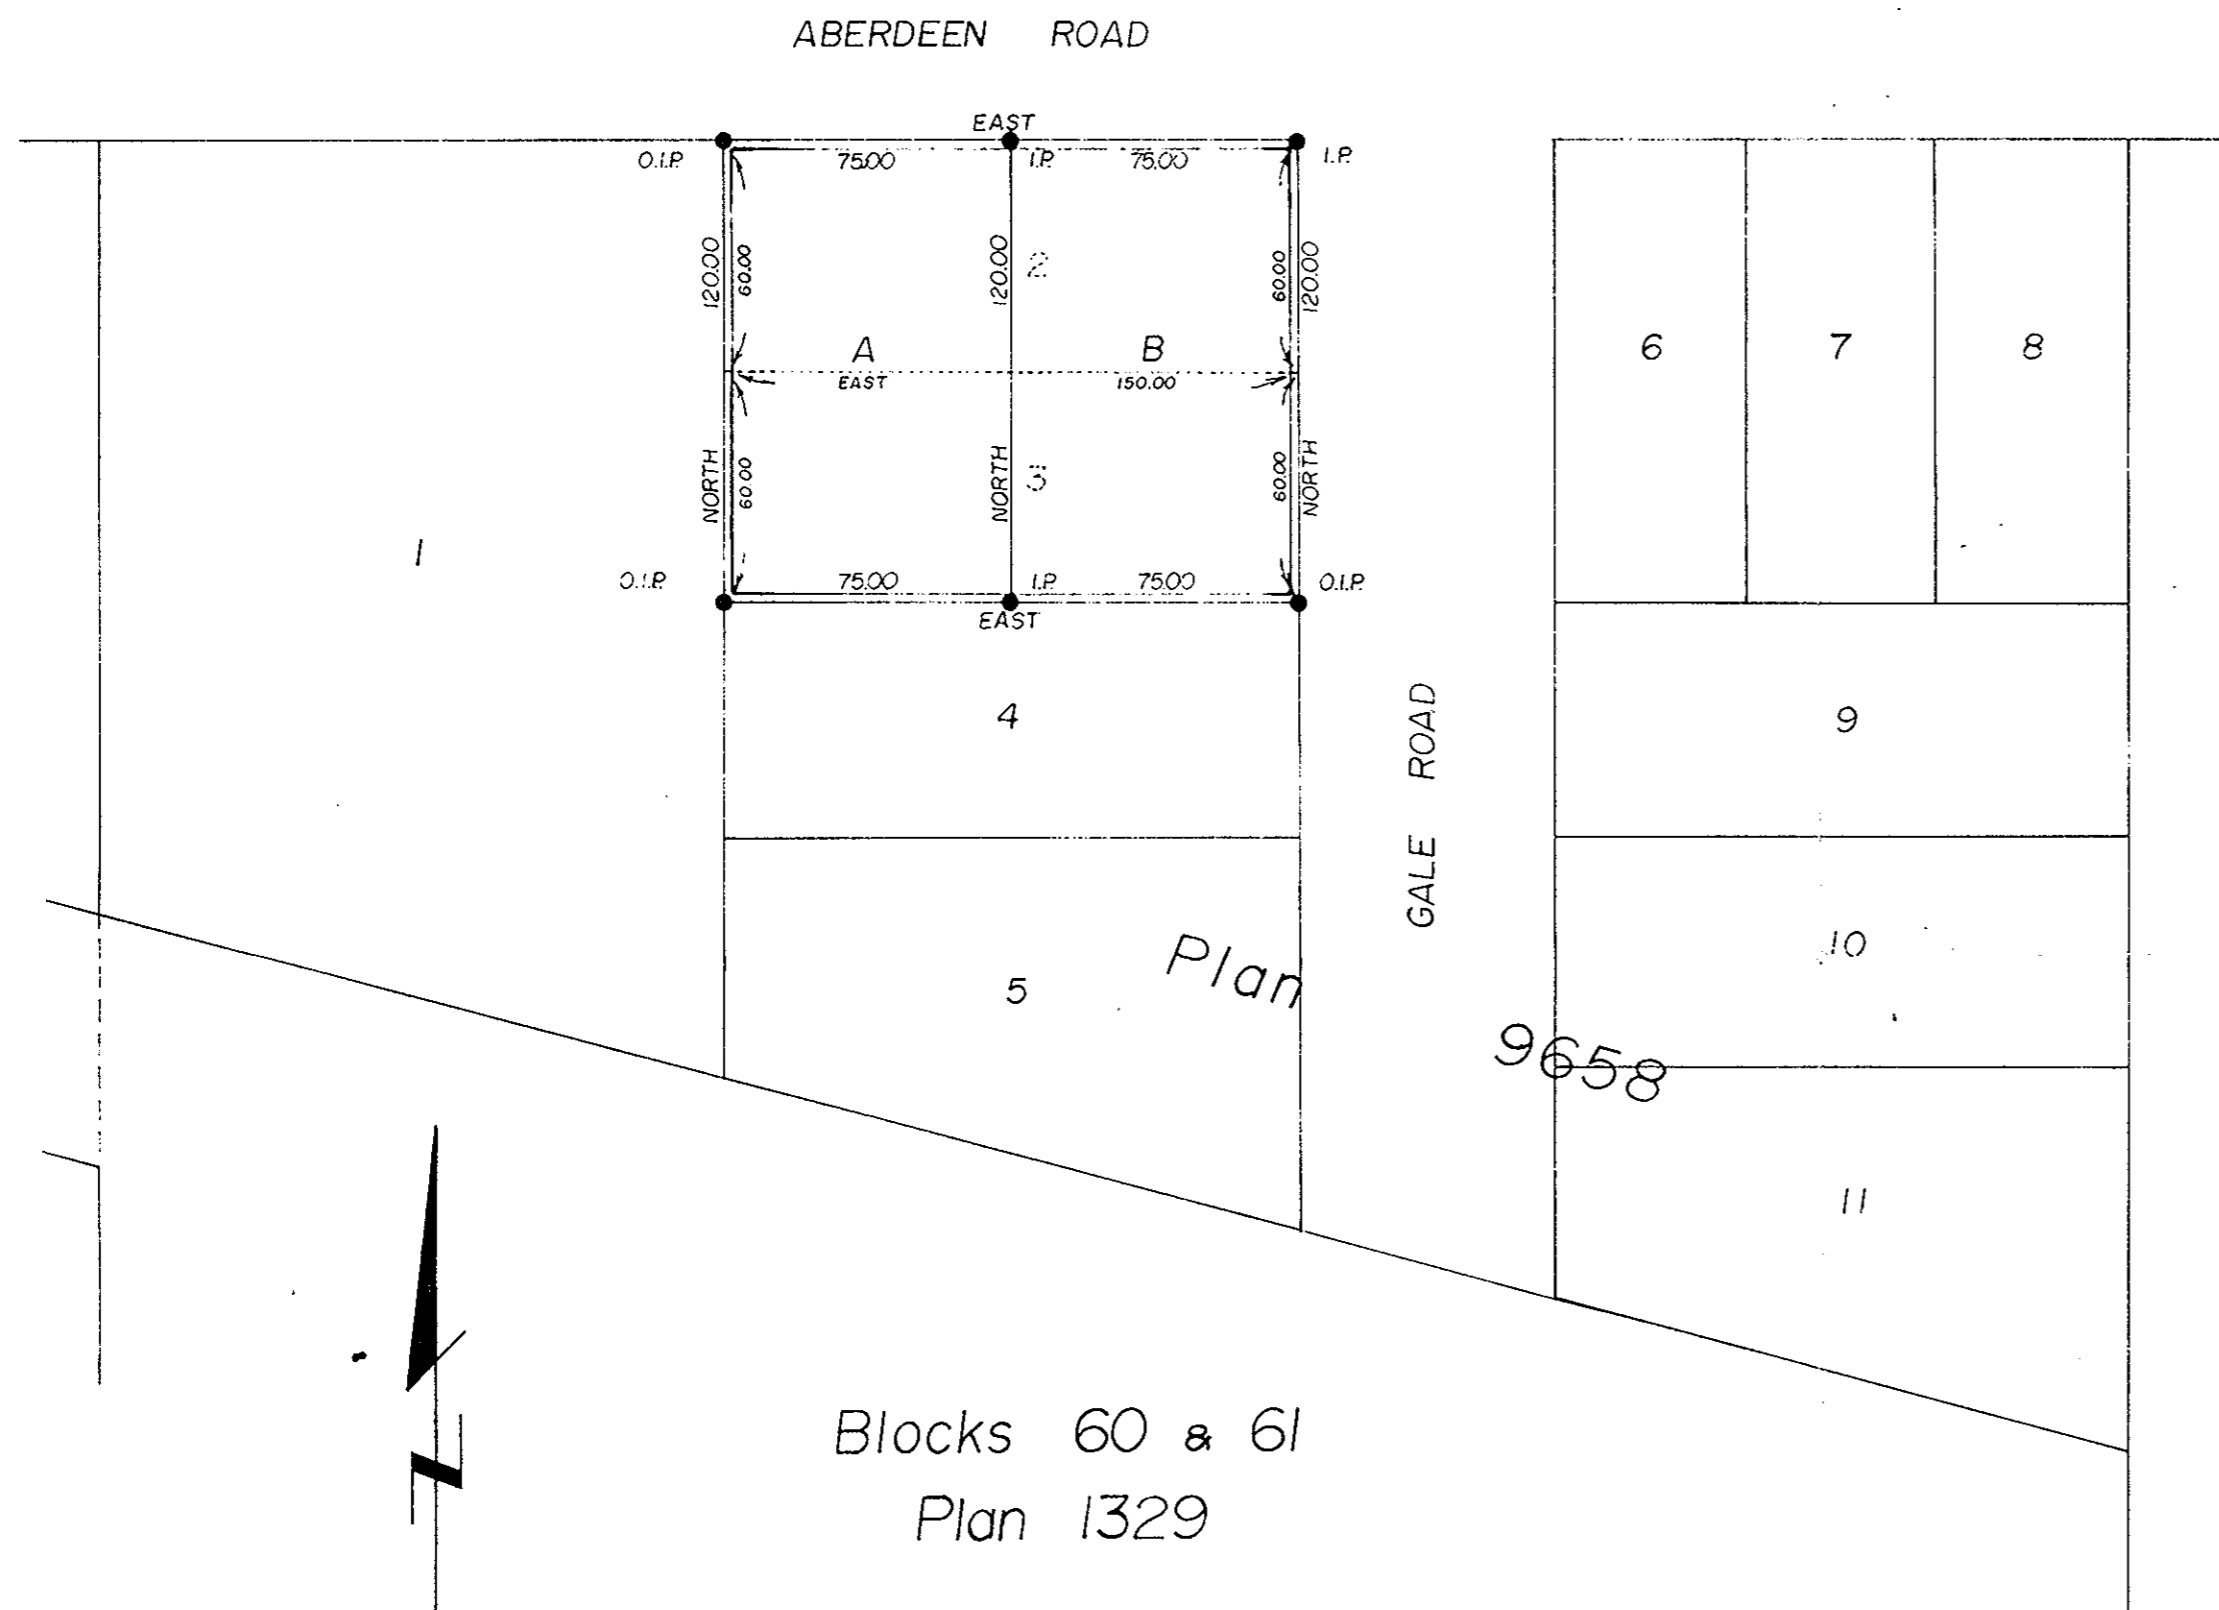 ABERDEEN ROAD
EAST
O.I.P. 75.00 I.P. 75.00 I.P.
120.00 60.00 120.00 2 60.00 120.00
A B
EAST 150.00
6 7 8
NORTH 60.00 NORTH 3 60.00 NORTH
1
O.I.P. 75.00 I.P. 75.00 O.I.P.
EAST
4
9
GALE ROAD
5
10
Plan 9658
11
N
Blocks 60 & 61
Plan 1329